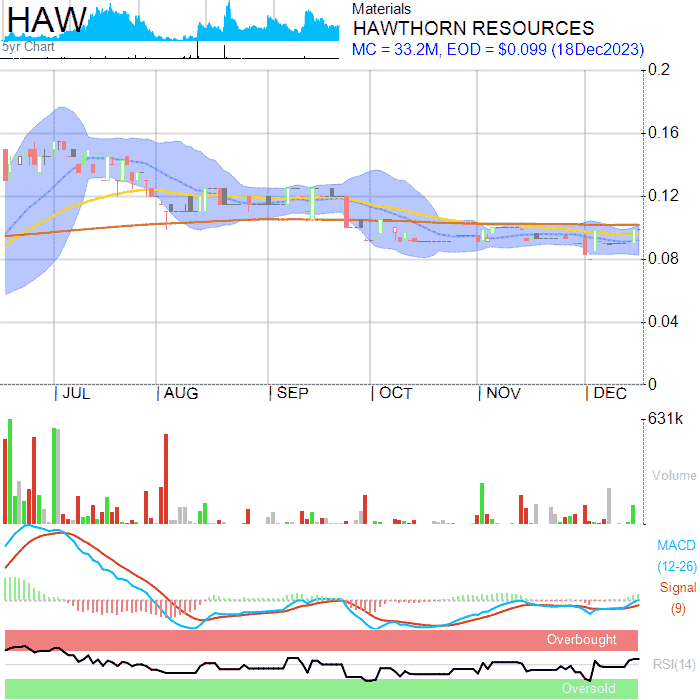 HAW
5yr Chart
Materials
HAWTHORN RESOURCES
MC = 33.2M, EOD = $0.099 (18Dec2023)
0.2
0.16
0.12
0.08
0.04
0
JUL AUG SEP OCT NOV DEC
631k
Volume
MACD
(12-26)
Signal
(9)
Overbought
RSI(14)
Oversold